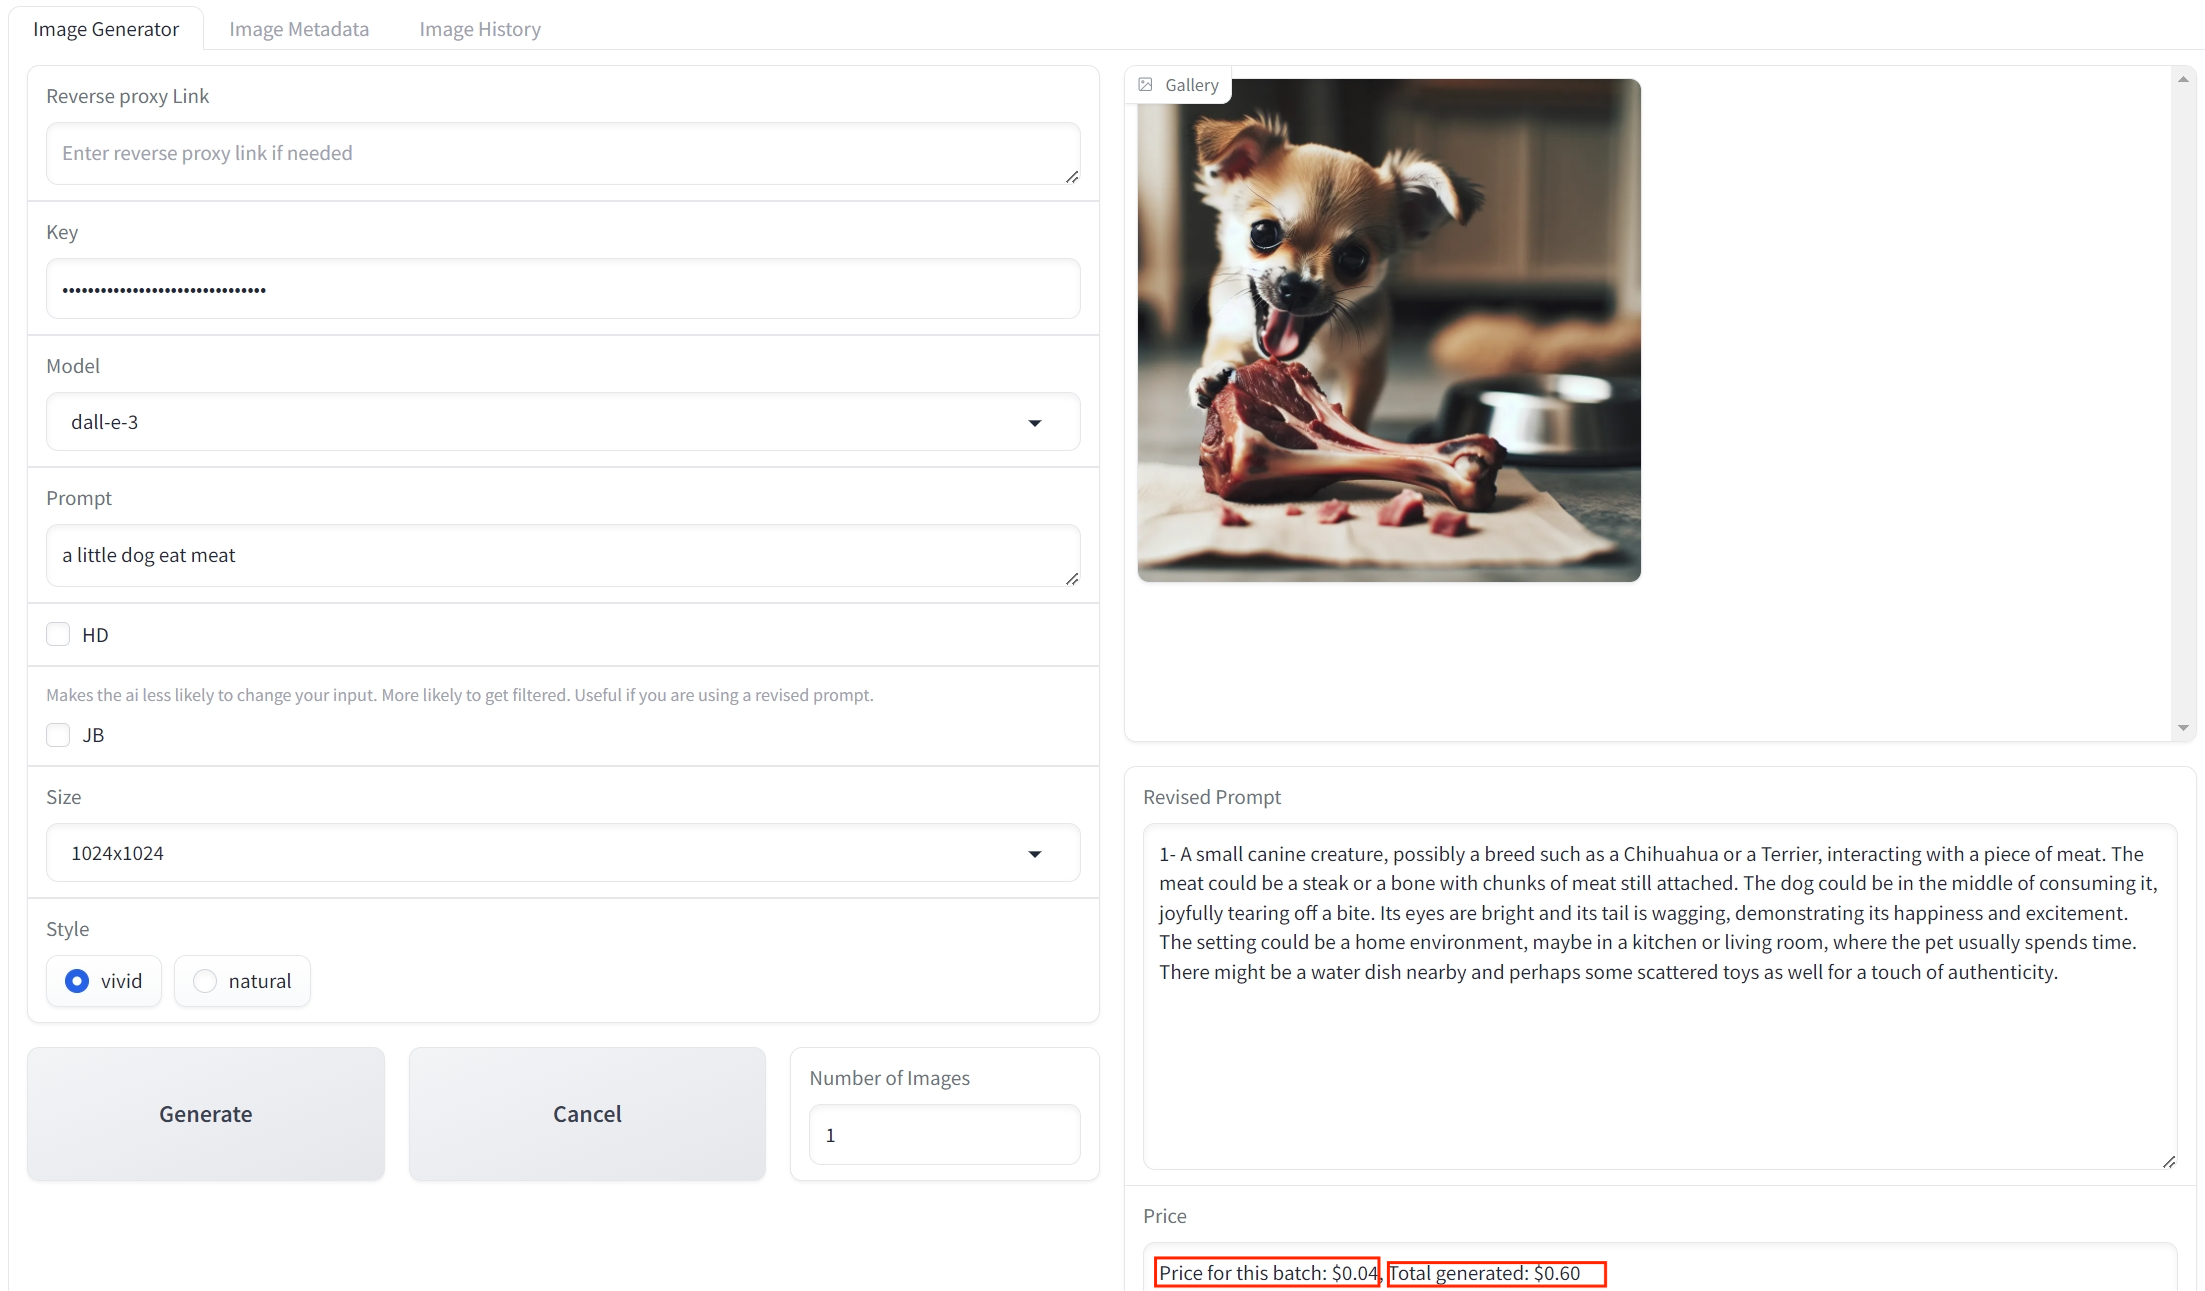 Image Generator
Image Metadata
Image History
Reverse proxy Link
Enter reverse proxy link if needed
Key
Model
dall-e-3
Prompt
a little dog eat meat
HD
Makes the ai less likely to change your input. More likely to get filtered. Useful if you are using a revised prompt.
JB
Size
1024x1024
Style
vivid
natural
Generate
Cancel
Number of Images
1
Gallery
Revised Prompt
1- A small canine creature, possibly a breed such as a Chihuahua or a Terrier, interacting with a piece of meat. The
meat could be a steak or a bone with chunks of meat still attached. The dog could be in the middle of consuming it,
joyfully tearing off a bite. Its eyes are bright and its tail is wagging, demonstrating its happiness and excitement.
The setting could be a home environment, maybe in a kitchen or living room, where the pet usually spends time.
There might be a water dish nearby and perhaps some scattered toys as well for a touch of authenticity.
Price
Price for this batch: $0.04, Total generated: $0.60